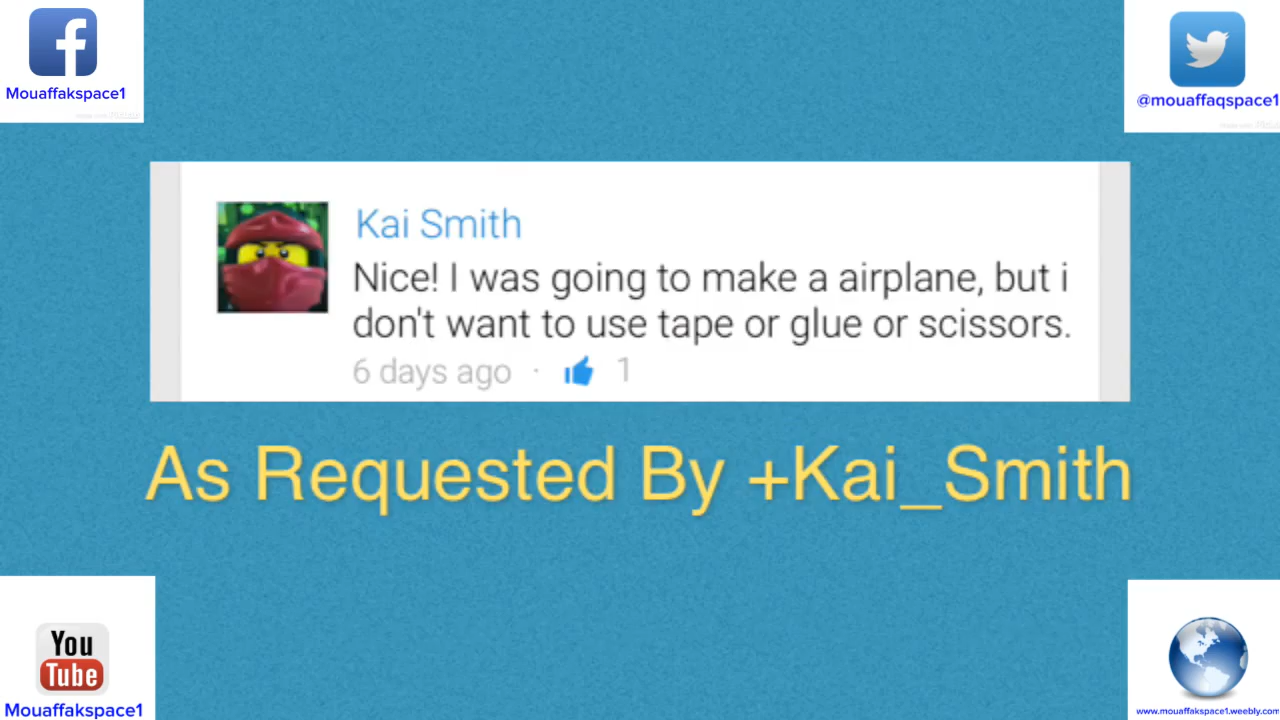 Mouaffakspace1
@mouaffaqspace1
Kai Smith
Nice! I was going to make a airplane, but i
don't want to use tape or glue or scissors.
6 days ago · 1
As Requested By +Kai_Smith
You
Tube
Mouaffakspace1
www.mouaffakspace1.weebly.com